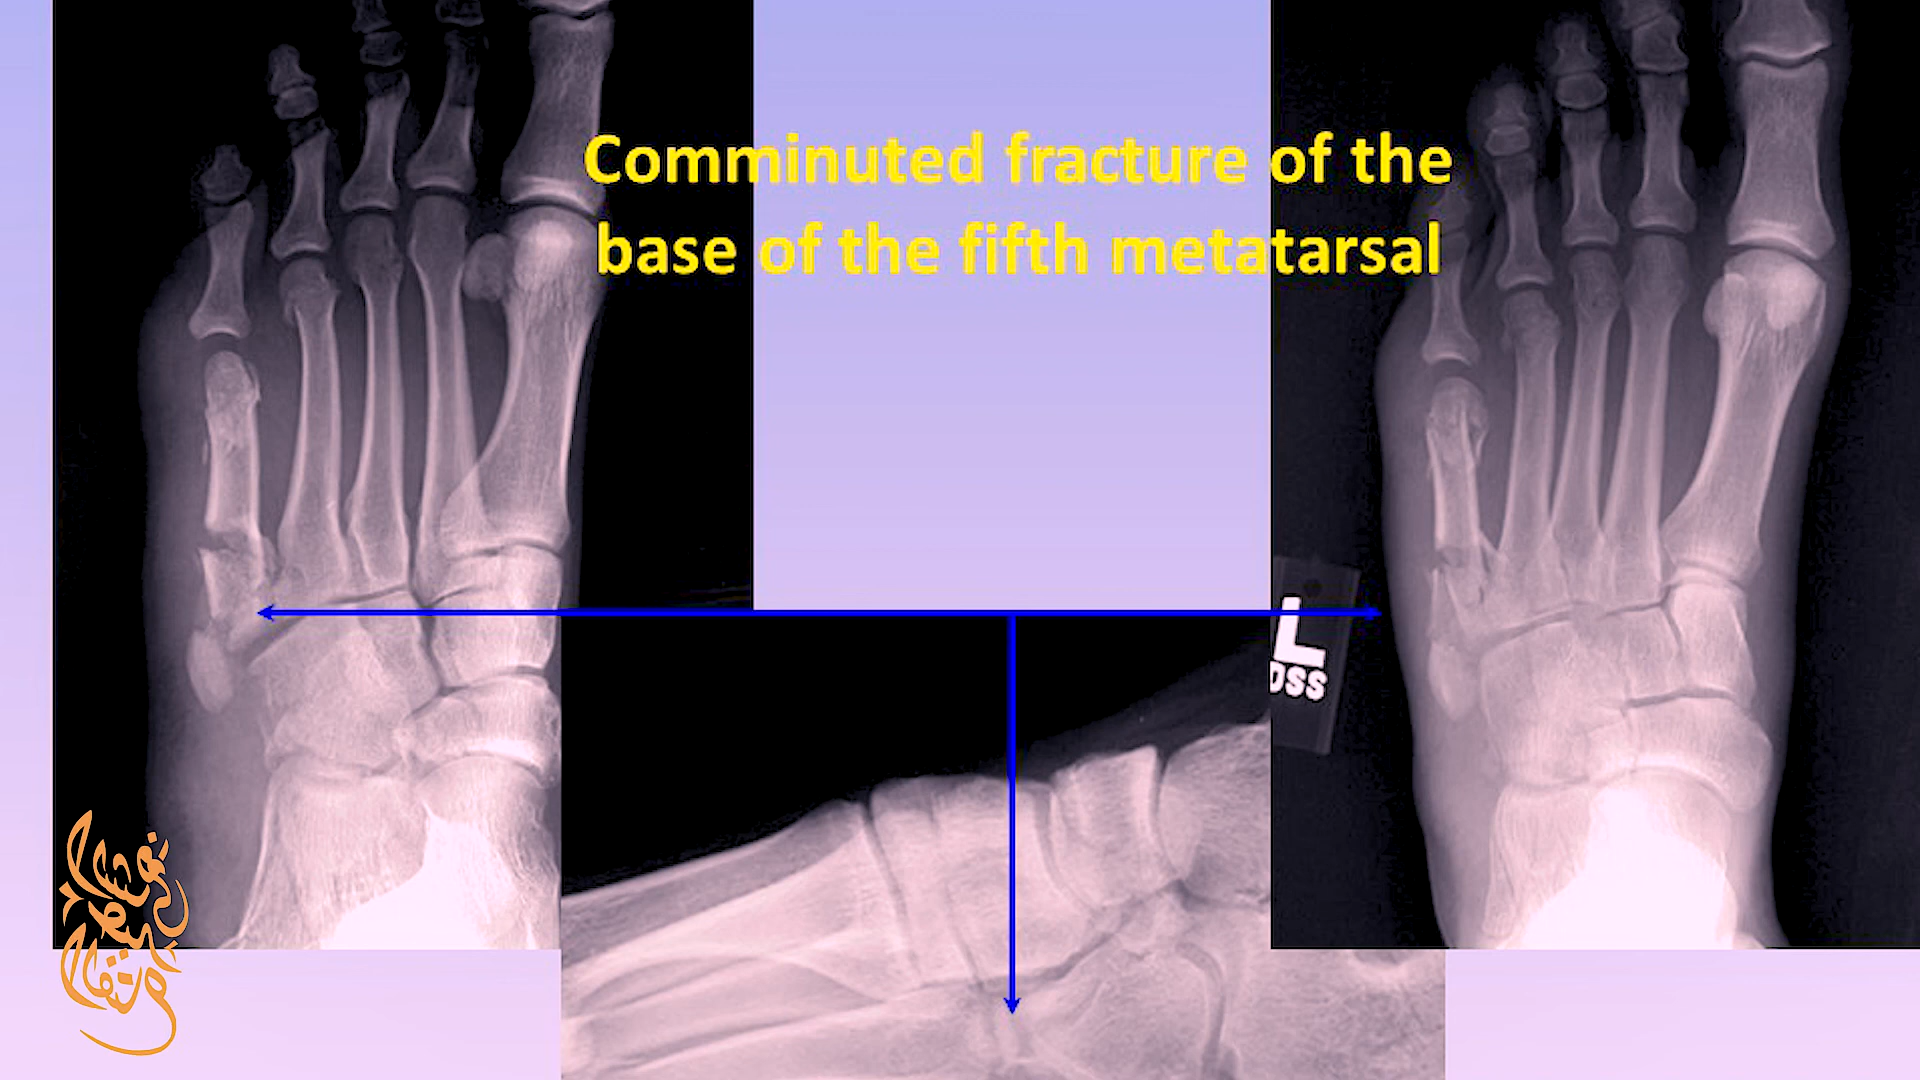 Comminuted fracture of the
base of the fifth metatarsal
L
DSS